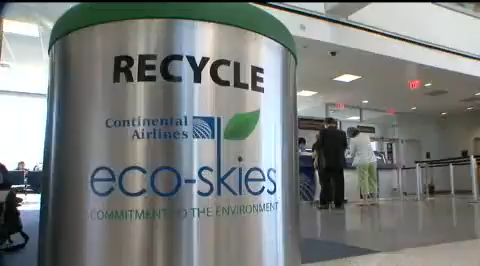 RECYCLE
Continental
Airlines
eco-skies
COMMITMENT TO THE ENVIRONMENT